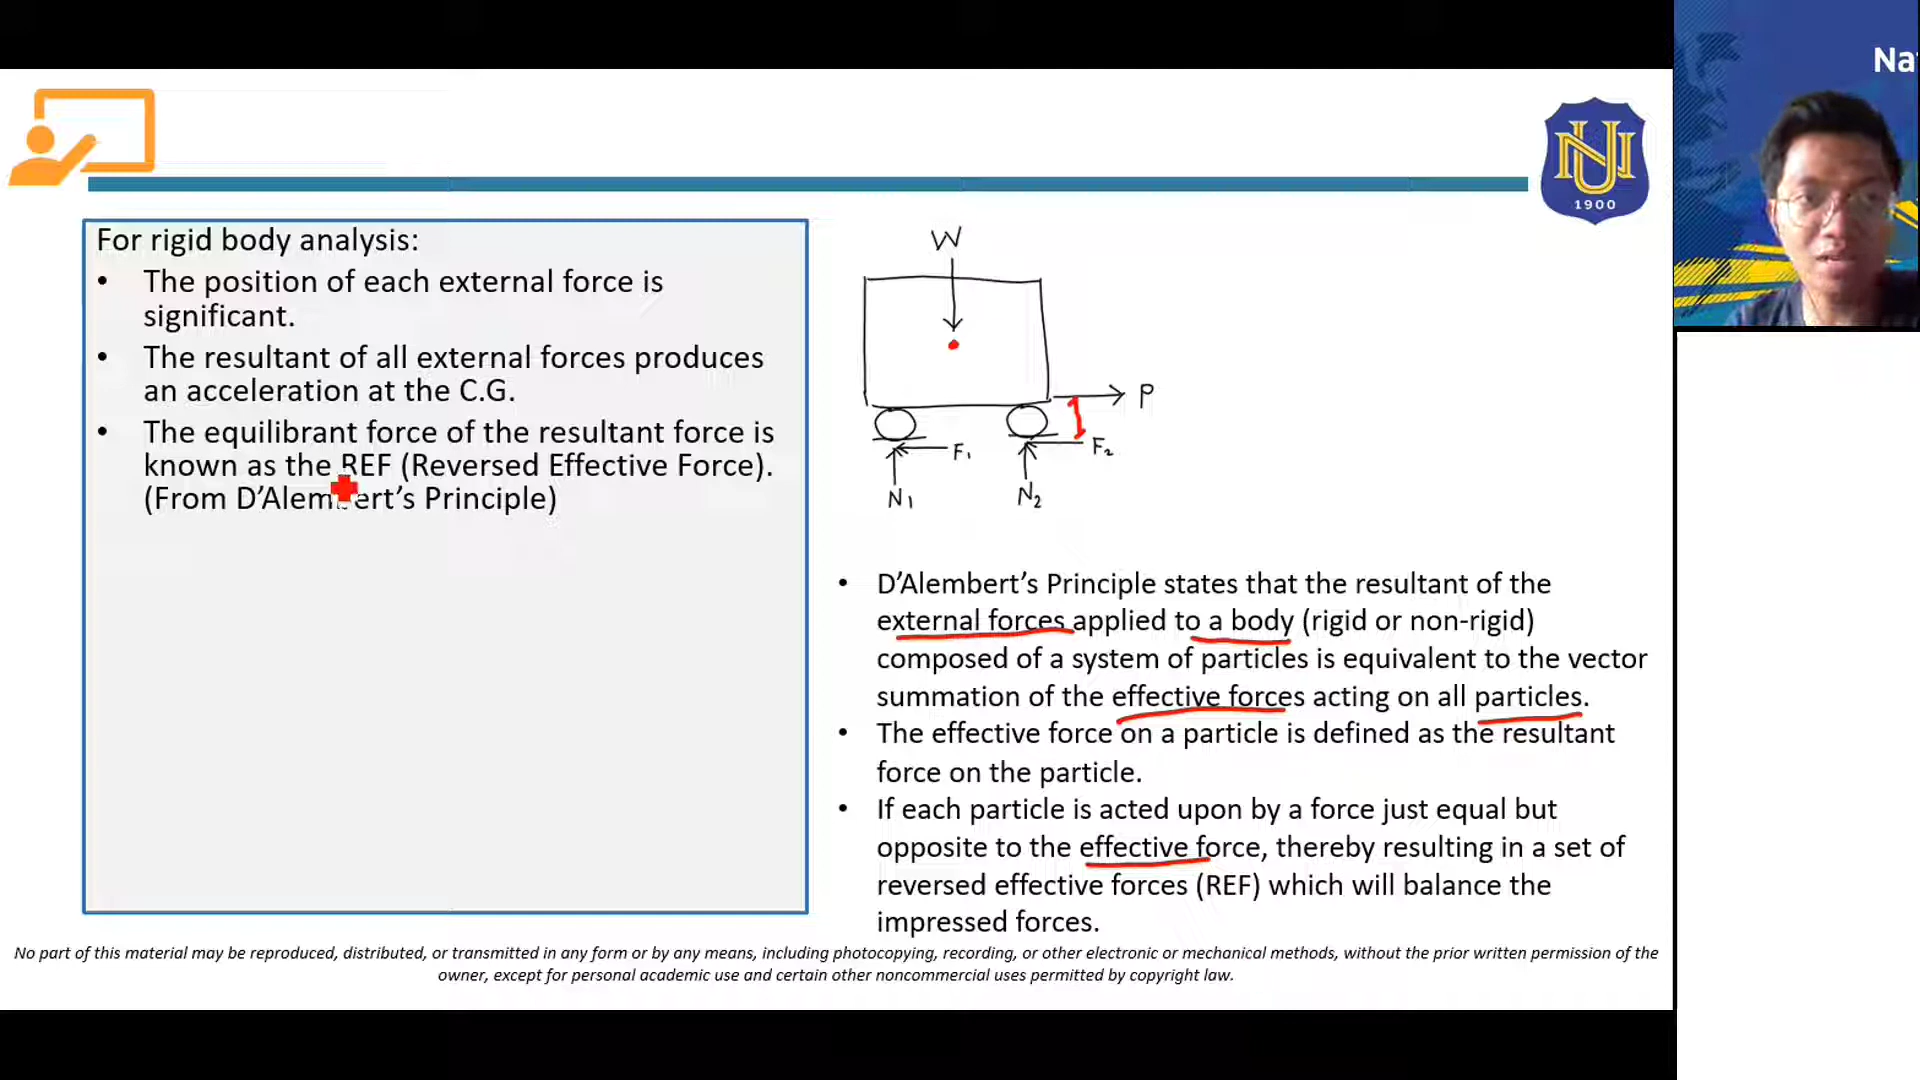 Na
NU
1900
For rigid body analysis:
• The position of each external force is
significant.
• The resultant of all external forces produces
an acceleration at the C.G.
• The equilibrant force of the resultant force is
known as the REF (Reversed Effective Force).
(From D’Alembert’s Principle)
W
P
F₁
F₂
N₁
N₂
• D’Alembert’s Principle states that the resultant of the
external forces applied to a body (rigid or non-rigid)
composed of a system of particles is equivalent to the vector
summation of the effective forces acting on all particles.
• The effective force on a particle is defined as the resultant
force on the particle.
• If each particle is acted upon by a force just equal but
opposite to the effective force, thereby resulting in a set of
reversed effective forces (REF) which will balance the
impressed forces.
No part of this material may be reproduced, distributed, or transmitted in any form or by any means, including photocopying, recording, or other electronic or mechanical methods, without the prior written permission of the
owner, except for personal academic use and certain other noncommercial uses permitted by copyright law.